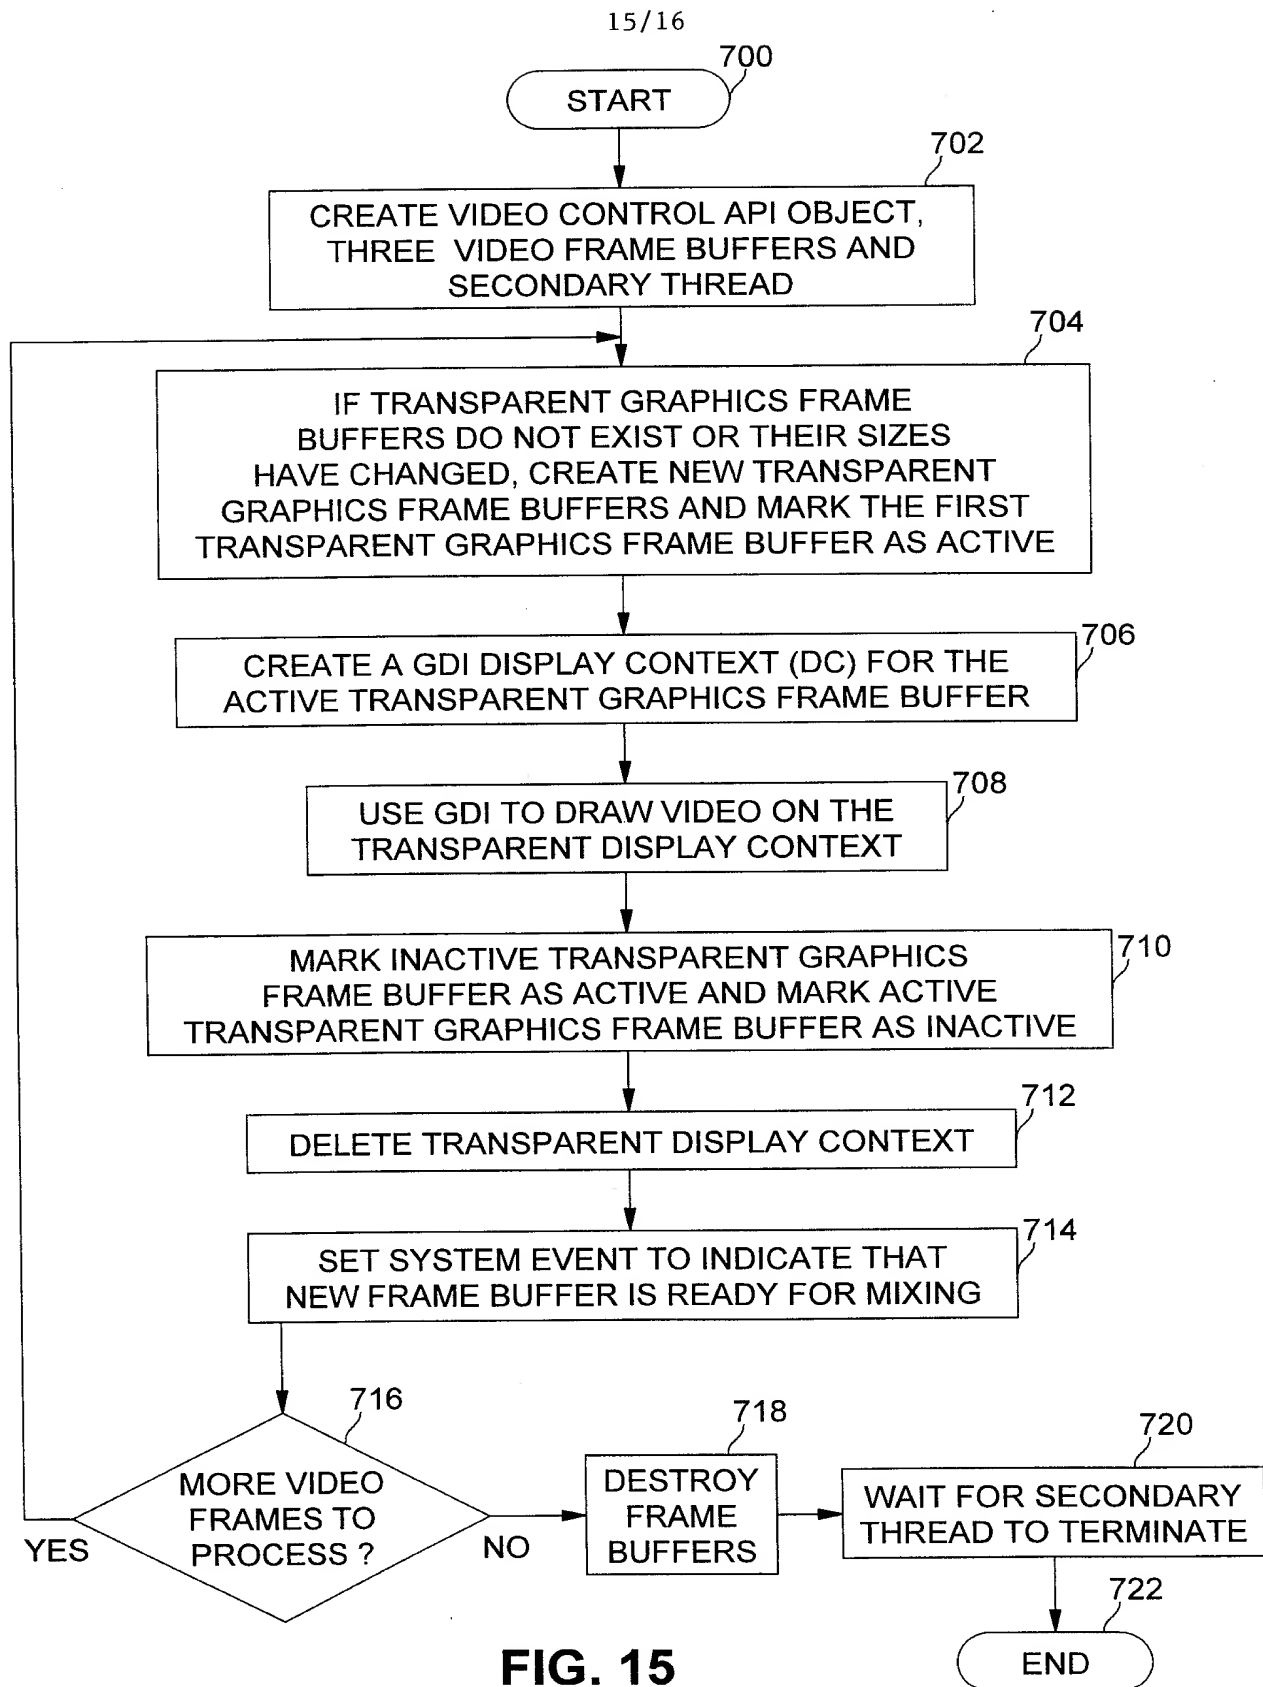 15/16
700
START
702
CREATE VIDEO CONTROL API OBJECT,
THREE VIDEO FRAME BUFFERS AND
SECONDARY THREAD
704
IF TRANSPARENT GRAPHICS FRAME
BUFFERS DO NOT EXIST OR THEIR SIZES
HAVE CHANGED, CREATE NEW TRANSPARENT
GRAPHICS FRAME BUFFERS AND MARK THE FIRST
TRANSPARENT GRAPHICS FRAME BUFFER AS ACTIVE
706
CREATE A GDI DISPLAY CONTEXT (DC) FOR THE
ACTIVE TRANSPARENT GRAPHICS FRAME BUFFER
708
USE GDI TO DRAW VIDEO ON THE
TRANSPARENT DISPLAY CONTEXT
710
MARK INACTIVE TRANSPARENT GRAPHICS
FRAME BUFFER AS ACTIVE AND MARK ACTIVE
TRANSPARENT GRAPHICS FRAME BUFFER AS INACTIVE
712
DELETE TRANSPARENT DISPLAY CONTEXT
714
SET SYSTEM EVENT TO INDICATE THAT
NEW FRAME BUFFER IS READY FOR MIXING
716
MORE VIDEO
FRAMES TO
PROCESS ?
YES
NO
718
DESTROY
FRAME
BUFFERS
720
WAIT FOR SECONDARY
THREAD TO TERMINATE
722
END
FIG. 15